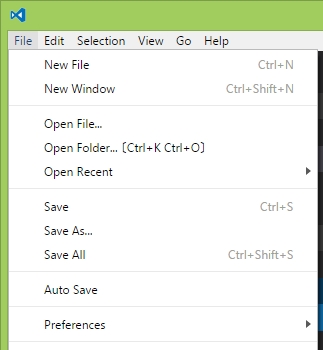 File Edit Selection View Go Help
New File Ctrl+N
New Window Ctrl+Shift+N
Open File...
Open Folder... [Ctrl+K Ctrl+O]
Open Recent
Save Ctrl+S
Save As...
Save All Ctrl+Shift+S
Auto Save
Preferences